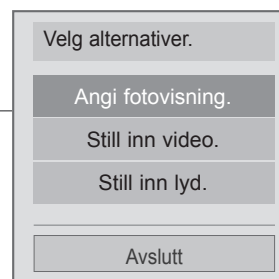 Velg alternativer.
Angi fotovisning.
Still inn video.
Still inn lyd.
Avslutt